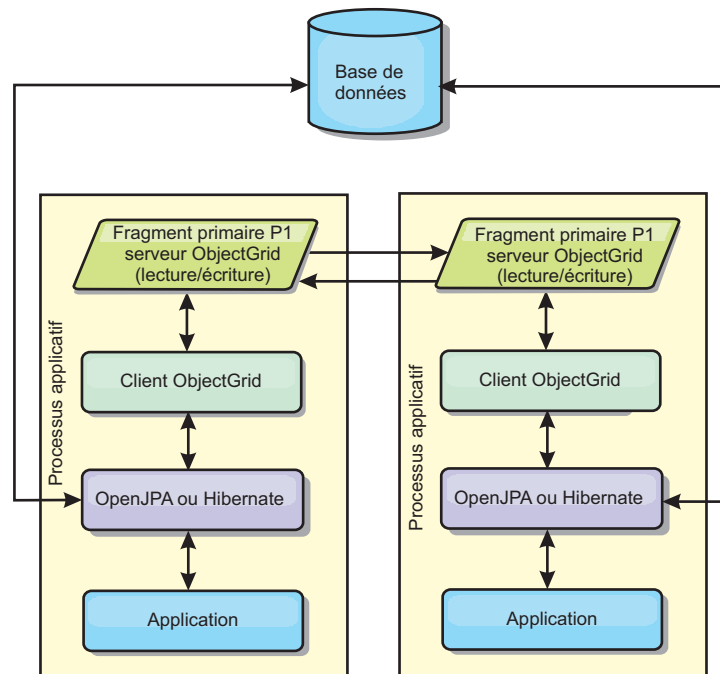 Base de
données
Fragment primaire P1
serveur ObjectGrid
(lecture/écriture)
Client ObjectGrid
Processus applicatif
OpenJPA ou Hibernate
Application
Fragment primaire P1
serveur ObjectGrid
(lecture/écriture)
Client ObjectGrid
Processus applicatif
OpenJPA ou Hibernate
Application